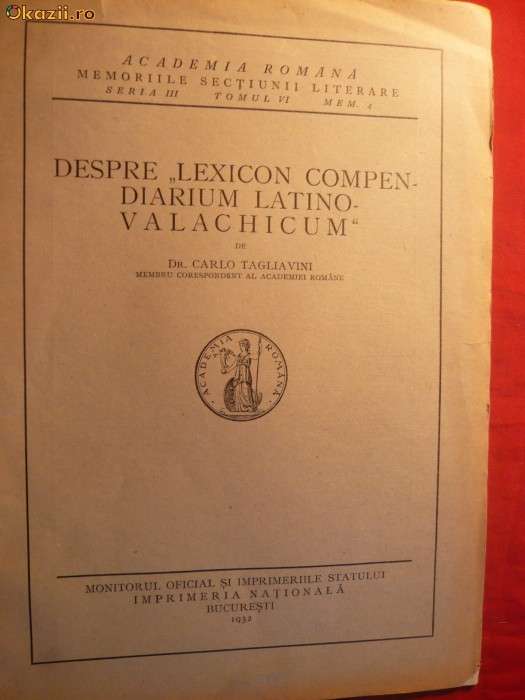 Okazii.ro
ACADEMIA ROMÂNĂ
MEMORIILE SECȚIUNII LITERARE
SERIA III TOMUL VI MEM. 4
DESPRE „LEXICON COMPEN-
DIARIUM LATINO-
VALACHICUM“
DE
DR. CARLO TAGLIAVINI
MEMBRU CORESPONDENT AL ACADEMIEI ROMÂNE
ACADEMIA ROMÂNĂ
MONITORUL OFICIAL ȘI IMPRIMERIILE STATULUI
IMPRIMERIA NAȚIONALĂ
BUCUREȘTI
1932